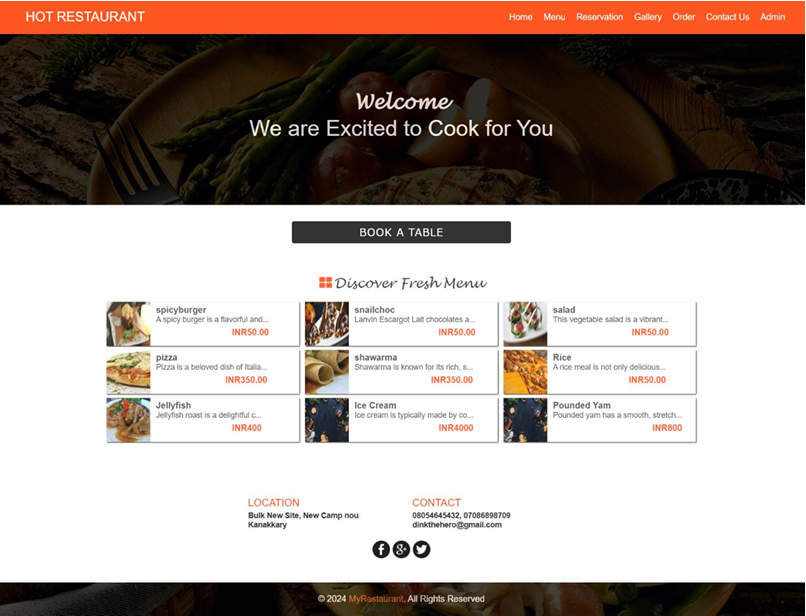 HOT RESTAURANT
Home Menu Reservation Gallery Order Contact Us Admin
Welcome
We are Excited to Cook for You
BOOK A TABLE
Discover Fresh Menu
spicyburger
A spicy burger is a flavorful and...
INR50.00
snailchoc
Lanvin Escargot Lait chocolates a...
INR50.00
salad
This vegetable salad is a vibrant...
INR50.00
pizza
Pizza is a beloved dish of Italia...
INR350.00
shawarma
Shawarma is known for its rich, s...
INR350.00
Rice
A rice meal is not only delicious...
INR50.00
Jellyfish
Jellyfish roast is a delightful c...
INR400
Ice Cream
Ice cream is typically made by co...
INR4000
Pounded Yam
Pounded yam has a smooth, stretch...
INR800
LOCATION
Bulk New Site, New Camp nou
Kanakkary
CONTACT
08054645432, 07086898709
dinkthehero@gmail.com
© 2024 MyRestaurant. All Rights Reserved